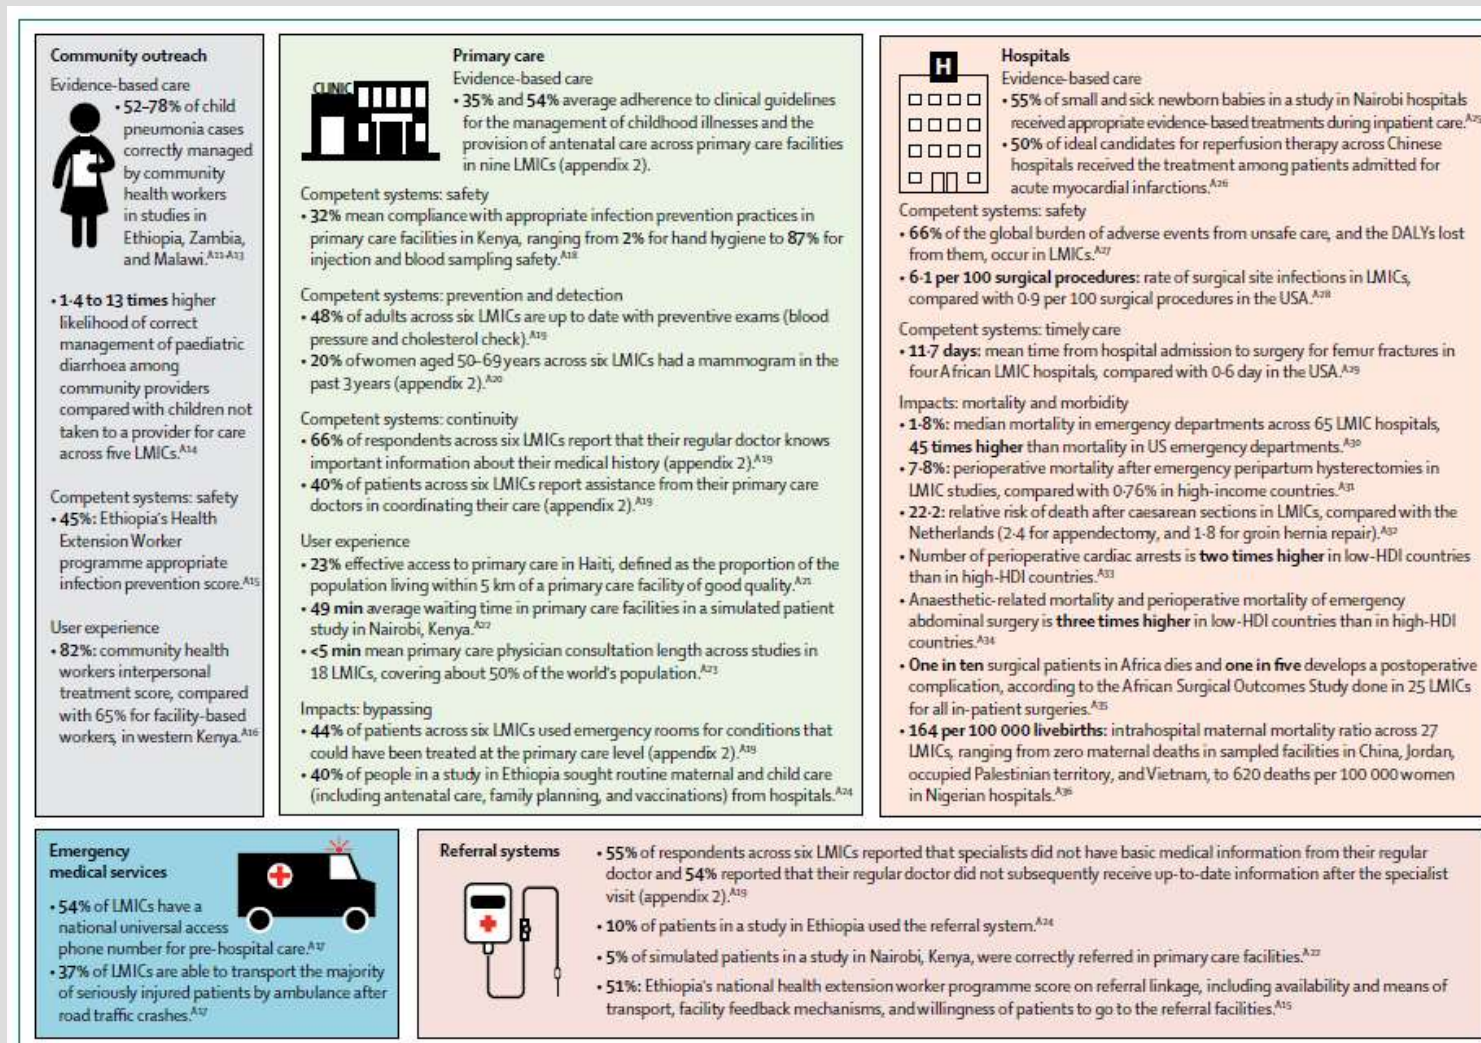 Community outreach
Evidence-based care
• 52–78% of child
pneumonia cases
correctly managed
by community
health workers
in studies in
Ethiopia, Zambia,
and Malawi.A11-A13
• 1·4 to 13 times higher
likelihood of correct
management of paediatric
diarrhoea among
community providers
compared with children not
taken to a provider for care
across five LMICs.A14
Competent systems: safety
• 45%: Ethiopia's Health
Extension Worker
programme appropriate
infection prevention score.A15
User experience
• 82%: community health
workers interpersonal
treatment score, compared
with 65% for facility-based
workers, in western Kenya.A16
CLINIC
Primary care
Evidence-based care
• 35% and 54% average adherence to clinical guidelines
for the management of childhood illnesses and the
provision of antenatal care across primary care facilities
in nine LMICs (appendix 2).
Competent systems: safety
• 32% mean compliance with appropriate infection prevention practices in
primary care facilities in Kenya, ranging from 2% for hand hygiene to 87% for
injection and blood sampling safety.A18
Competent systems: prevention and detection
• 48% of adults across six LMICs are up to date with preventive exams (blood
pressure and cholesterol check).A19
• 20% of women aged 50–69 years across six LMICs had a mammogram in the
past 3 years (appendix 2).A20
Competent systems: continuity
• 66% of respondents across six LMICs report that their regular doctor knows
important information about their medical history (appendix 2).A19
• 40% of patients across six LMICs report assistance from their primary care
doctors in coordinating their care (appendix 2).A19
User experience
• 23% effective access to primary care in Haiti, defined as the proportion of the
population living within 5 km of a primary care facility of good quality.A21
• 49 min average waiting time in primary care facilities in a simulated patient
study in Nairobi, Kenya.A22
• <5 min mean primary care physician consultation length across studies in
18 LMICs, covering about 50% of the world's population.A23
Impacts: bypassing
• 44% of patients across six LMICs used emergency rooms for conditions that
could have been treated at the primary care level (appendix 2).A19
• 40% of people in a study in Ethiopia sought routine maternal and child care
(including antenatal care, family planning, and vaccinations) from hospitals.A24
H
Hospitals
Evidence-based care
• 55% of small and sick newborn babies in a study in Nairobi hospitals
received appropriate evidence-based treatments during inpatient care.A25
• 50% of ideal candidates for reperfusion therapy across Chinese
hospitals received the treatment among patients admitted for
acute myocardial infarctions.A26
Competent systems: safety
• 66% of the global burden of adverse events from unsafe care, and the DALYs lost
from them, occur in LMICs.A27
• 6·1 per 100 surgical procedures: rate of surgical site infections in LMICs,
compared with 0·9 per 100 surgical procedures in the USA.A28
Competent systems: timely care
• 11·7 days: mean time from hospital admission to surgery for femur fractures in
four African LMIC hospitals, compared with 0·6 day in the USA.A29
Impacts: mortality and morbidity
• 1·8%: median mortality in emergency departments across 65 LMIC hospitals,
45 times higher than mortality in US emergency departments.A30
• 7·8%: perioperative mortality after emergency peripartum hysterectomies in
LMIC studies, compared with 0·76% in high-income countries.A31
• 22·2: relative risk of death after caesarean sections in LMICs, compared with the
Netherlands (2·4 for appendectomy, and 1·8 for groin hernia repair).A32
• Number of perioperative cardiac arrests is two times higher in low-HDI countries
than in high-HDI countries.A33
• Anaesthetic-related mortality and perioperative mortality of emergency
abdominal surgery is three times higher in low-HDI countries than in high-HDI
countries.A34
• One in ten surgical patients in Africa dies and one in five develops a postoperative
complication, according to the African Surgical Outcomes Study done in 25 LMICs
for all in-patient surgeries.A35
• 164 per 100 000 livebirths: intrahospital maternal mortality ratio across 27
LMICs, ranging from zero maternal deaths in sampled facilities in China, Jordan,
occupied Palestinian territory, and Vietnam, to 620 deaths per 100 000 women
in Nigerian hospitals.A36
Emergency
medical services
• 54% of LMICs have a
national universal access
phone number for pre-hospital care.A17
• 37% of LMICs are able to transport the majority
of seriously injured patients by ambulance after
road traffic crashes.A17
Referral systems
• 55% of respondents across six LMICs reported that specialists did not have basic medical information from their regular
doctor and 54% reported that their regular doctor did not subsequently receive up-to-date information after the specialist
visit (appendix 2).A19
• 10% of patients in a study in Ethiopia used the referral system.A24
• 5% of simulated patients in a study in Nairobi, Kenya, were correctly referred in primary care facilities.A22
• 51%: Ethiopia's national health extension worker programme score on referral linkage, including availability and means of
transport, facility feedback mechanisms, and willingness of patients to go to the referral facilities.A15